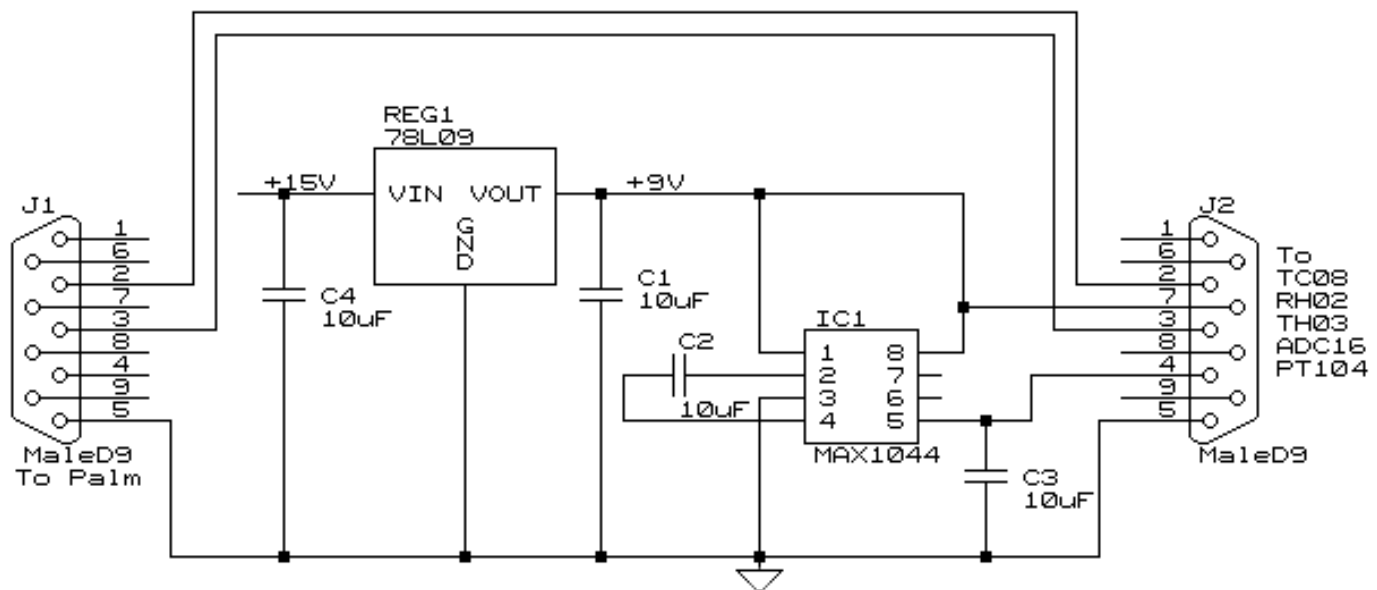 REG1
78L09
+15V
VIN
VOUT
GND
+9V
J1
1
6
2
7
3
8
4
9
5
MaleD9
To Palm
C4
10uF
C1
10uF
C2
10uF
IC1
1
2
3
4
8
7
6
5
MAX1044
C3
10uF
J2
1
6
2
7
3
8
4
9
5
MaleD9
To
TC08
RH02
TH03
ADC16
PT104